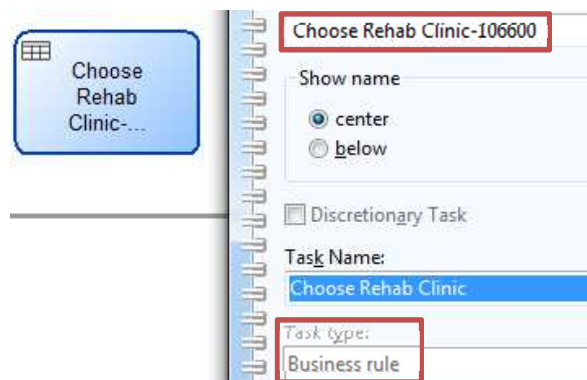 Choose
Rehab
Clinic-...
Choose Rehab Clinic-106600
Show name
center
below
Discretionary Task
Task Name:
Choose Rehab Clinic
Task type:
Business rule